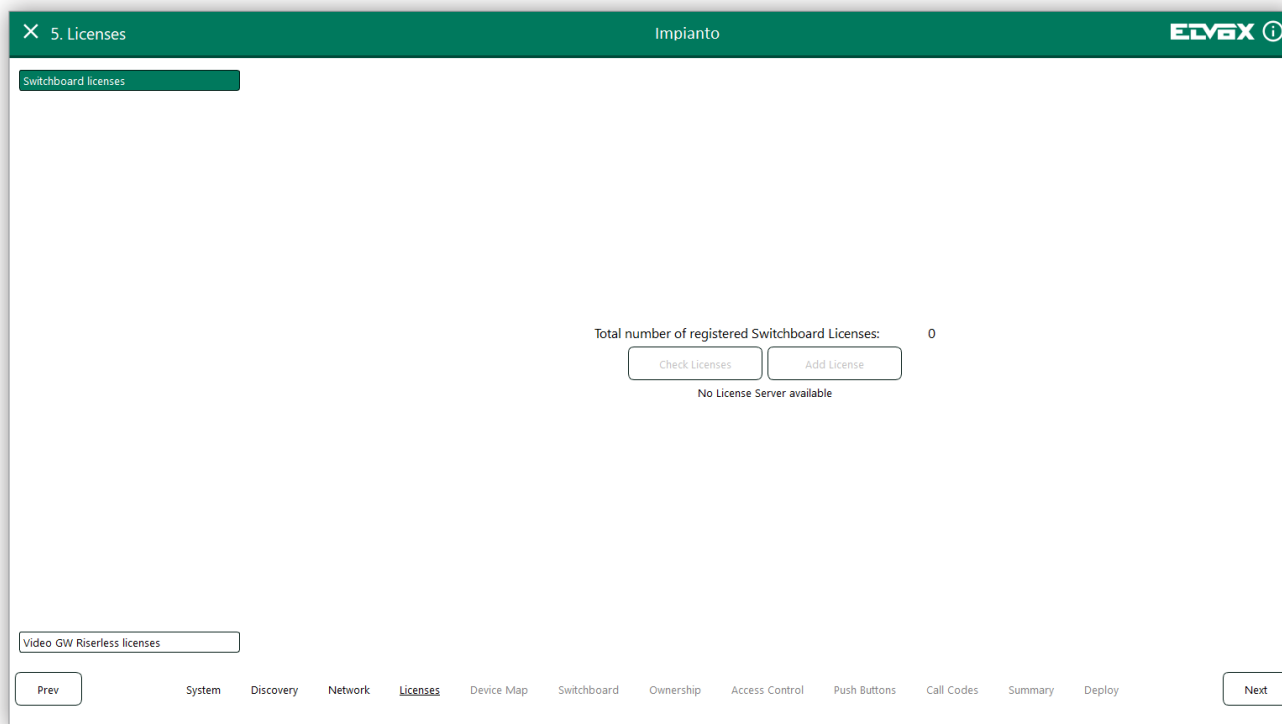 5. Licenses
Impianto
ELVOX
Switchboard licenses
Total number of registered Switchboard Licenses: 0
Check Licenses
Add License
No License Server available
Video GW Riserless licenses
Prev
System
Discovery
Network
Licenses
Device Map
Switchboard
Ownership
Access Control
Push Buttons
Call Codes
Summary
Deploy
Next